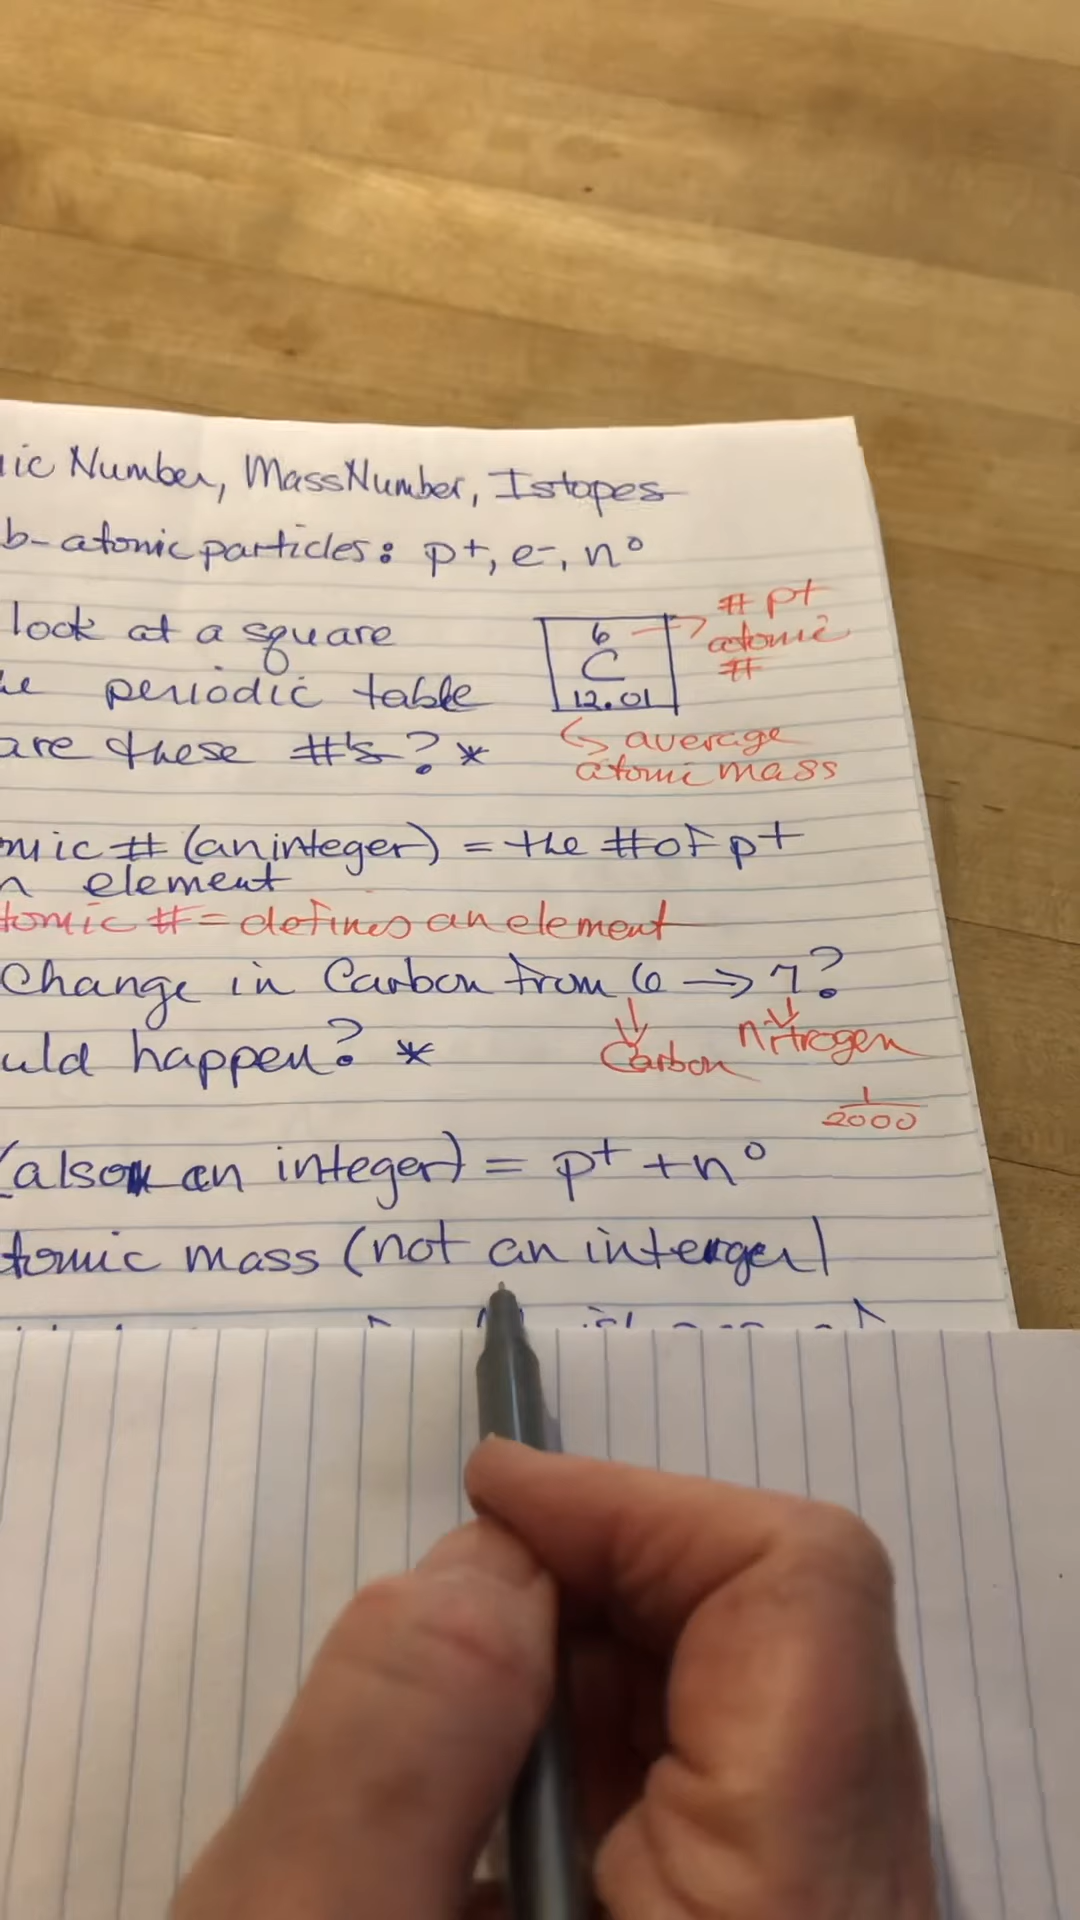 ic Number, Mass Number, Istopes
b-atomic particles: p+, e-, n°
look at a square
periodic table
are these #'s? *
6
C
12.01
# p+
atomic
#
average
atomic mass
mic # (an integer) = the # of p+
n element
tomic # = defines an element
Change in Carbon from 6 → 7?
Carbon
nitrogen
uld happen? *
1/2000
(also an integer) = p+ + n°
tomic mass (not an interger)